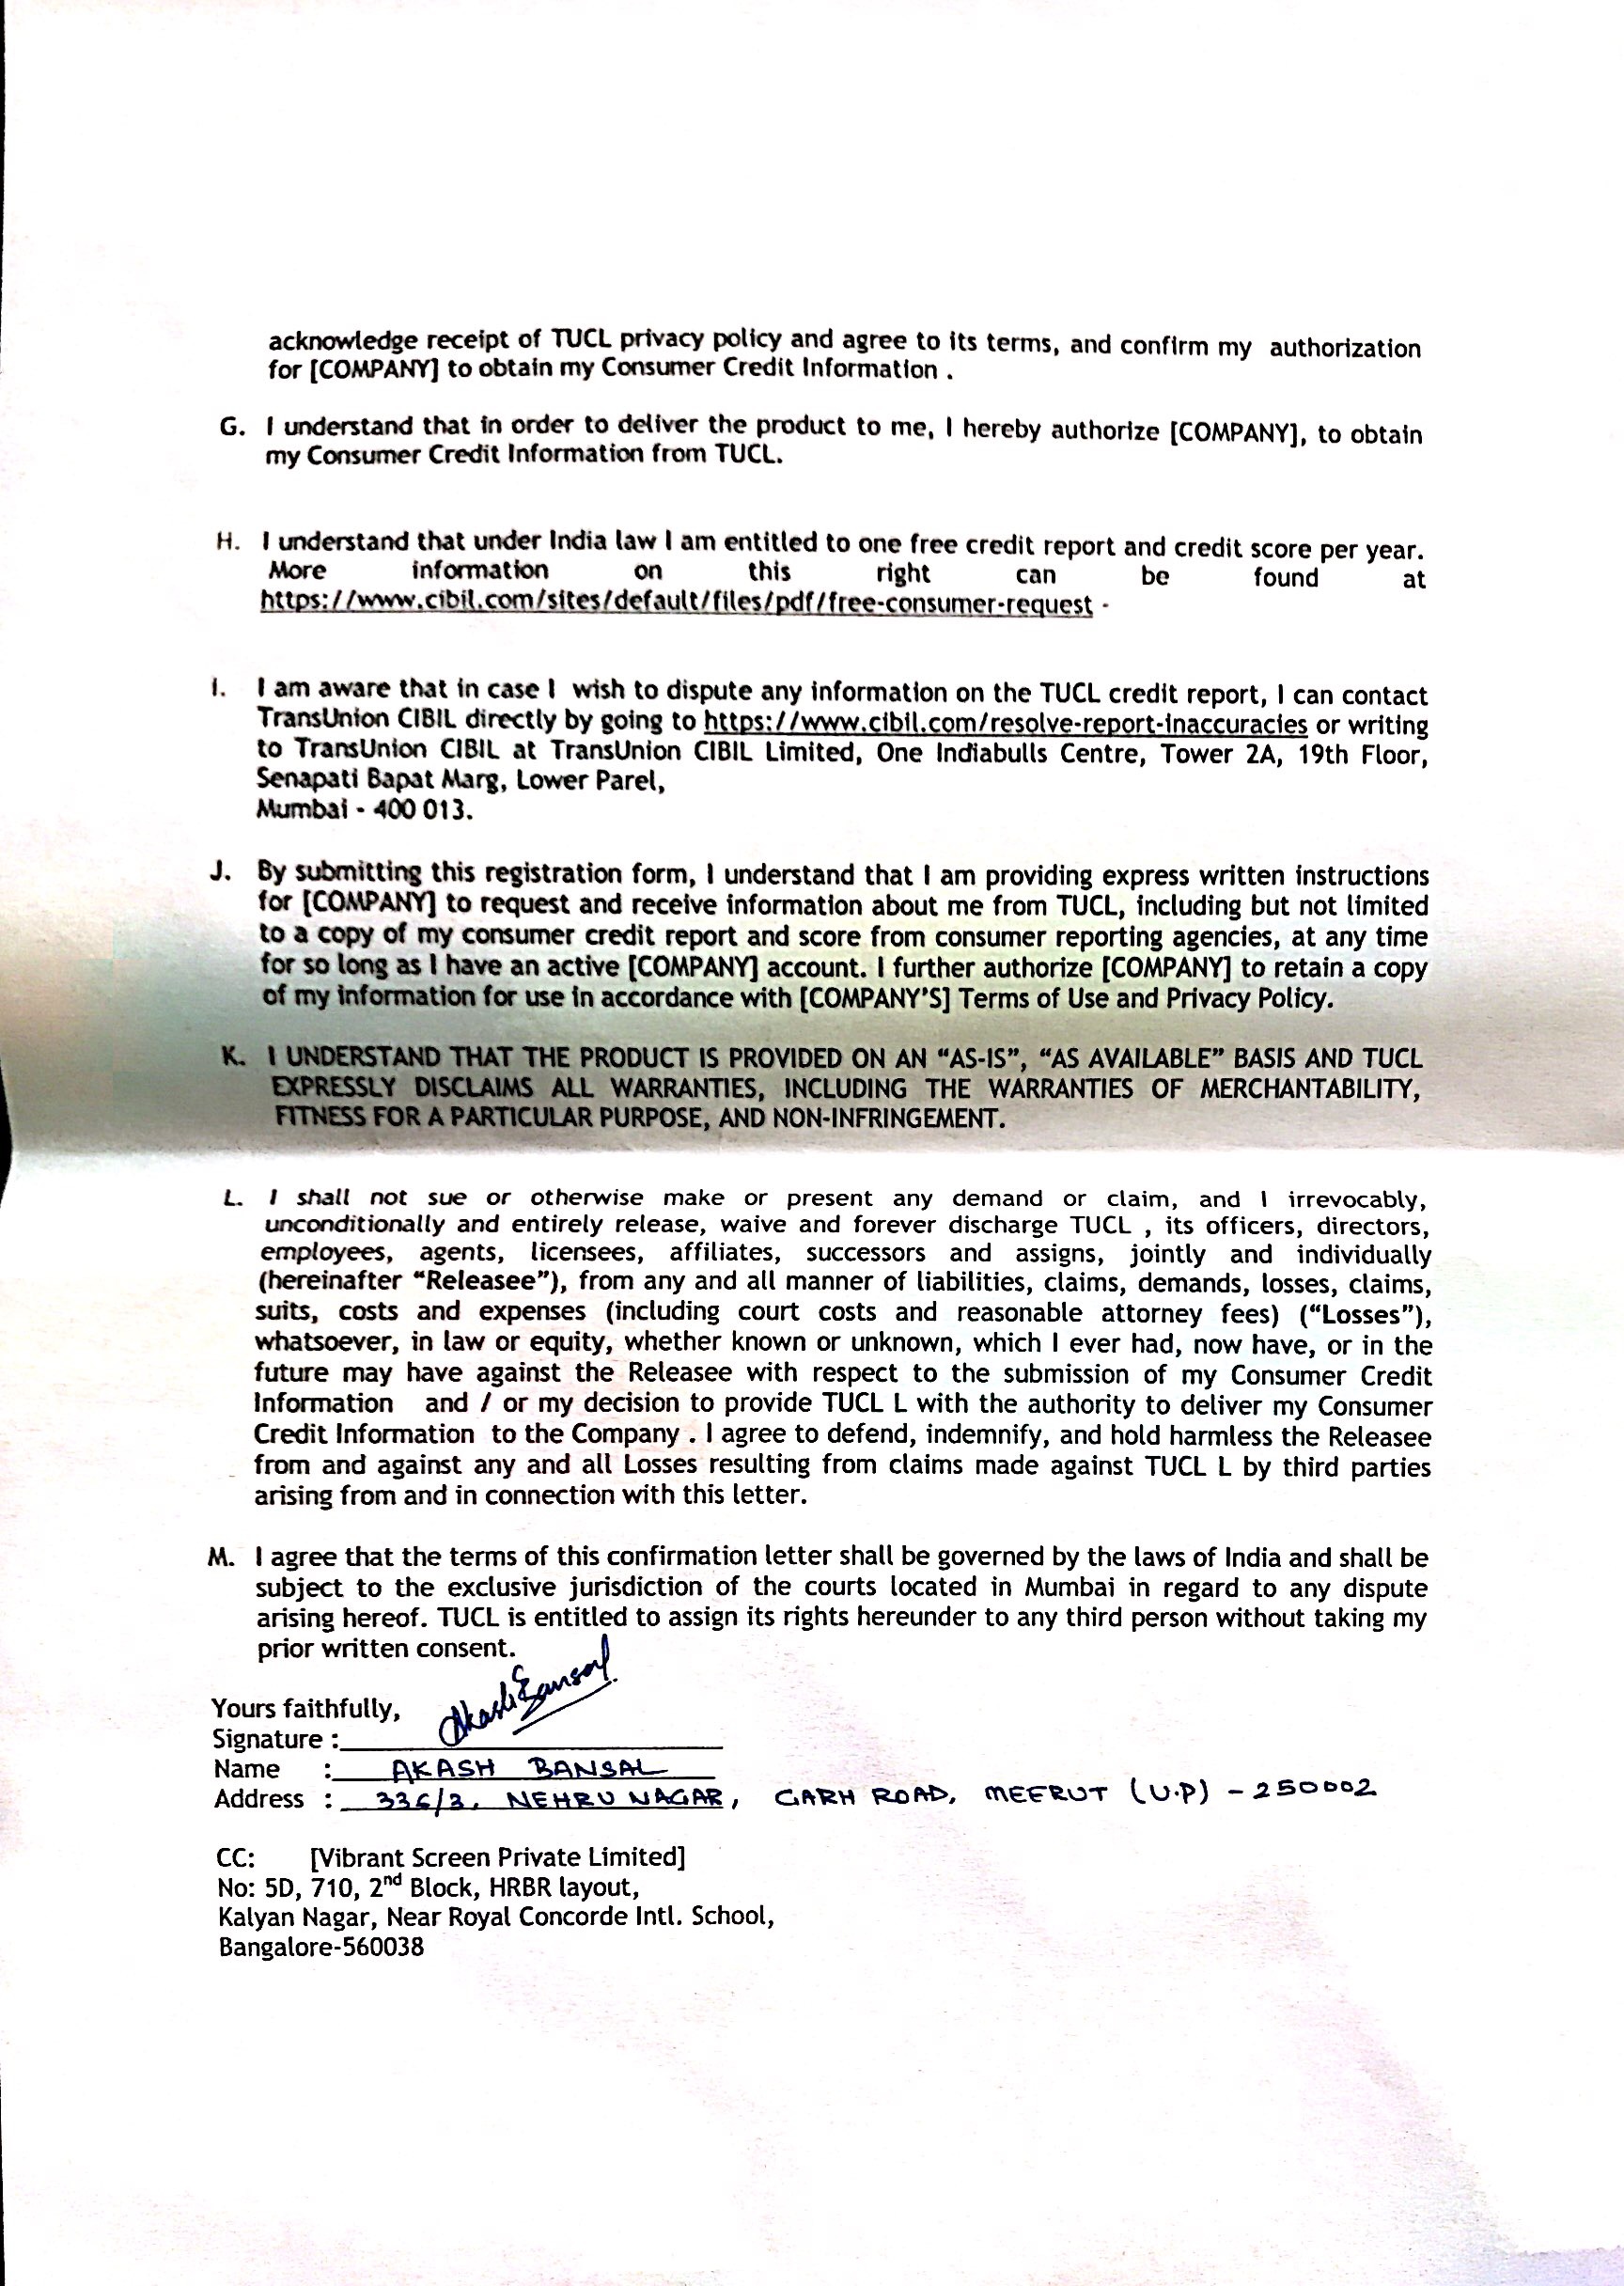 acknowledge receipt of TUCL privacy policy and agree to its terms, and confirm my authorization
for [COMPANY] to obtain my Consumer Credit Information .
G. I understand that in order to deliver the product to me, I hereby authorize [COMPANY], to obtain
my Consumer Credit Information from TUCL.
H. I understand that under India law I am entitled to one free credit report and credit score per year.
More information on this right can be found at
https://www.cibil.com/sites/default/files/pdf/free-consumer-request -
I. I am aware that in case I wish to dispute any information on the TUCL credit report, I can contact
TransUnion CIBIL directly by going to https://www.cibil.com/resolve-report-inaccuracies or writing
to TransUnion CIBIL at TransUnion CIBIL Limited, One Indiabulls Centre, Tower 2A, 19th Floor,
Senapati Bapat Marg, Lower Parel,
Mumbai - 400 013.
J. By submitting this registration form, I understand that I am providing express written instructions
for [COMPANY] to request and receive information about me from TUCL, including but not limited
to a copy of my consumer credit report and score from consumer reporting agencies, at any time
for so long as I have an active [COMPANY] account. I further authorize [COMPANY] to retain a copy
of my information for use in accordance with [COMPANY'S] Terms of Use and Privacy Policy.
K. I UNDERSTAND THAT THE PRODUCT IS PROVIDED ON AN “AS-IS”, “AS AVAILABLE” BASIS AND TUCL
EXPRESSLY DISCLAIMS ALL WARRANTIES, INCLUDING THE WARRANTIES OF MERCHANTABILITY,
FITNESS FOR A PARTICULAR PURPOSE, AND NON-INFRINGEMENT.
L. I shall not sue or otherwise make or present any demand or claim, and I irrevocably,
unconditionally and entirely release, waive and forever discharge TUCL , its officers, directors,
employees, agents, licensees, affiliates, successors and assigns, jointly and individually
(hereinafter “Releasee”), from any and all manner of liabilities, claims, demands, losses, claims,
suits, costs and expenses (including court costs and reasonable attorney fees) (“Losses”),
whatsoever, in law or equity, whether known or unknown, which I ever had, now have, or in the
future may have against the Releasee with respect to the submission of my Consumer Credit
Information and / or my decision to provide TUCL L with the authority to deliver my Consumer
Credit Information to the Company . I agree to defend, indemnify, and hold harmless the Releasee
from and against any and all Losses resulting from claims made against TUCL L by third parties
arising from and in connection with this letter.
M. I agree that the terms of this confirmation letter shall be governed by the laws of India and shall be
subject to the exclusive jurisdiction of the courts located in Mumbai in regard to any dispute
arising hereof. TUCL is entitled to assign its rights hereunder to any third person without taking my
prior written consent.
Yours faithfully,
Signature : Akash Bansal
Name : AKASH BANSAL
Address : NEHRU NAGAR, GARH ROAD, MEERUT (U.P) - 250002
CC: [Vibrant Screen Private Limited]
No: 5D, 710, 2nd Block, HRBR layout,
Kalyan Nagar, Near Royal Concorde Intl. School,
Bangalore-560038